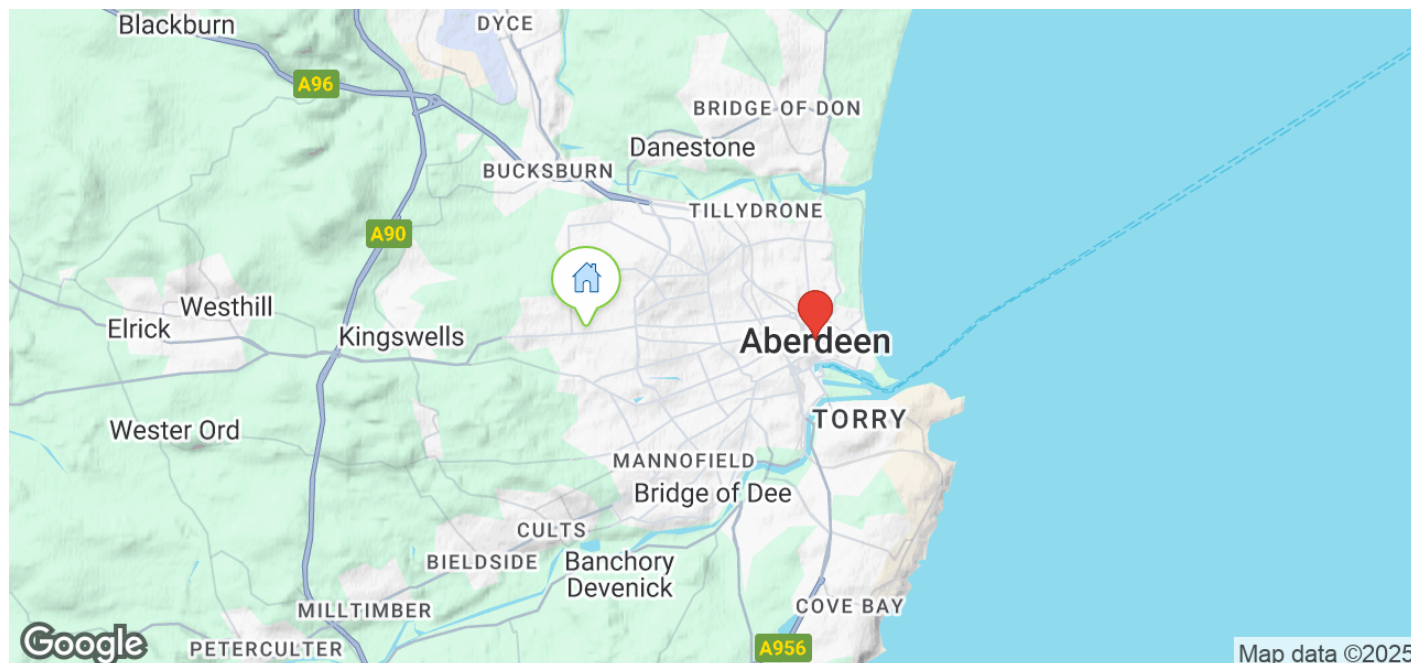 Blackburn
DYCE
A96
BRIDGE OF DON
Danestone
BUCKSBURN
TILLYDRONE
A90
Westhill
Elrick
Kingswells
Aberdeen
TORRY
Wester Ord
MANNOFIELD
Bridge of Dee
CULTS
BIELDSIDE
Banchory
Devenick
MILLTIMBER
COVE BAY
PETERCULTER
A956
Google
Map data ©2025